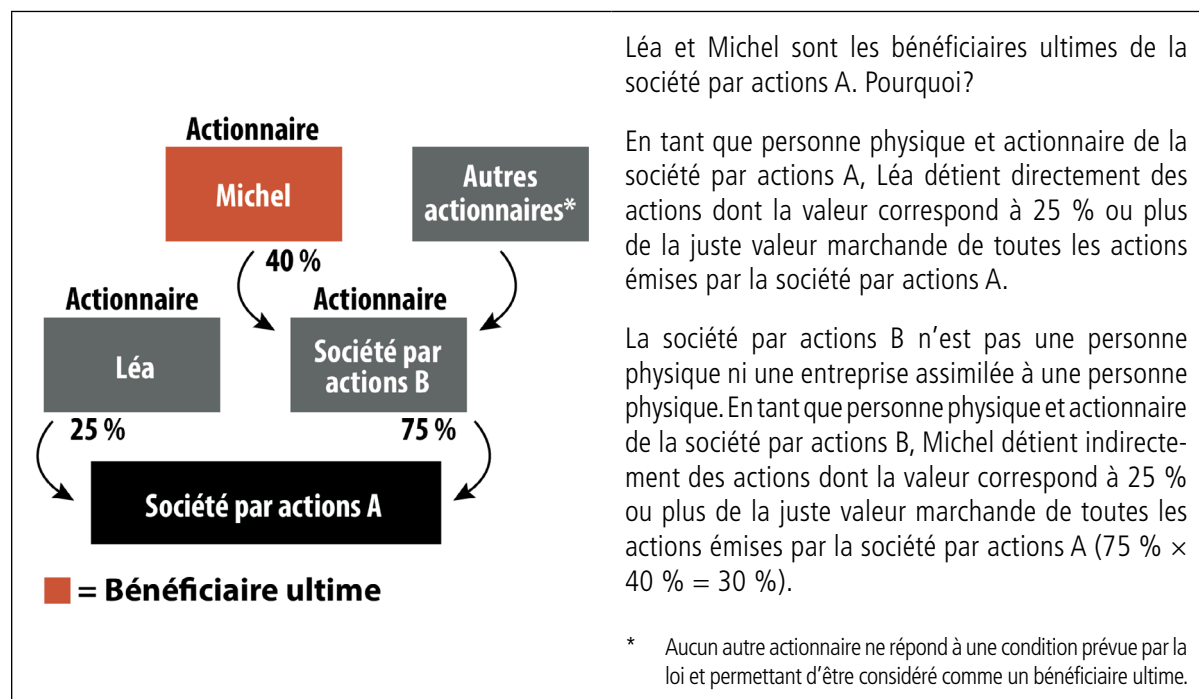 Actionnaire
Michel
Autres
actionnaires*
40 %
Actionnaire
Léa
Actionnaire
Société par
actions B
25 %
75 %
Société par actions A
= Bénéficiaire ultime
Léa et Michel sont les bénéficiaires ultimes de la
société par actions A. Pourquoi?
En tant que personne physique et actionnaire de la
société par actions A, Léa détient directement des
actions dont la valeur correspond à 25 % ou plus
de la juste valeur marchande de toutes les actions
émises par la société par actions A.
La société par actions B n’est pas une personne
physique ni une entreprise assimilée à une personne
physique. En tant que personne physique et actionnaire
de la société par actions B, Michel détient indirecte-
ment des actions dont la valeur correspond à 25 %
ou plus de la juste valeur marchande de toutes les
actions émises par la société par actions A (75 % ×
40 % = 30 %).
* Aucun autre actionnaire ne répond à une condition prévue par la
loi et permettant d’être considéré comme un bénéficiaire ultime.